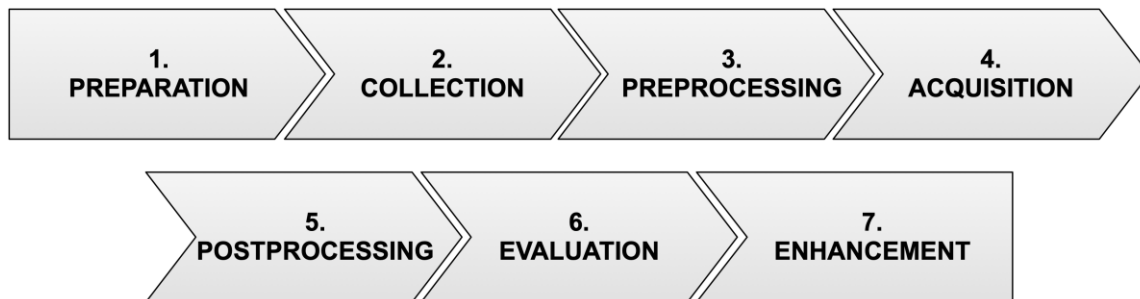 1.
PREPARATION
2.
COLLECTION
3.
PREPROCESSING
4.
ACQUISITION
5.
POSTPROCESSING
6.
EVALUATION
7.
ENHANCEMENT